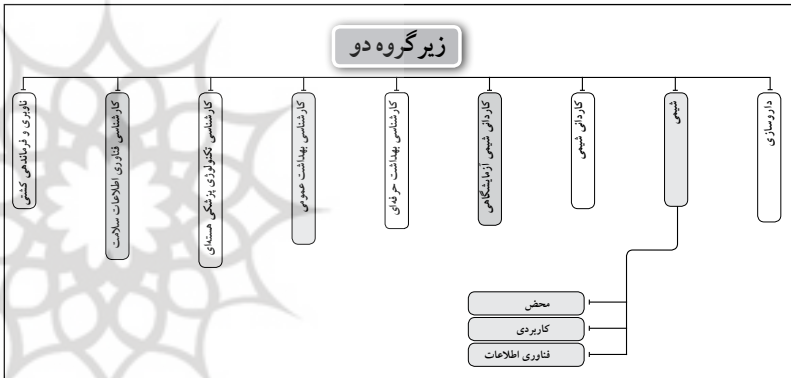 زیرگروه دو
داروسازی
شیمی
کاردانی شیمی
کاردانی شیمی آزمایشگاهی
کارشناسی بهداشت حرفه‌ای
کارشناسی بهداشت عمومی
کارشناسی تکنولوژی پزشکی هسته‌ای
کارشناسی فناوری اطلاعات سلامت
ناوبری و فرماندهی کشتی
محض
کاربردی
فناوری اطلاعات